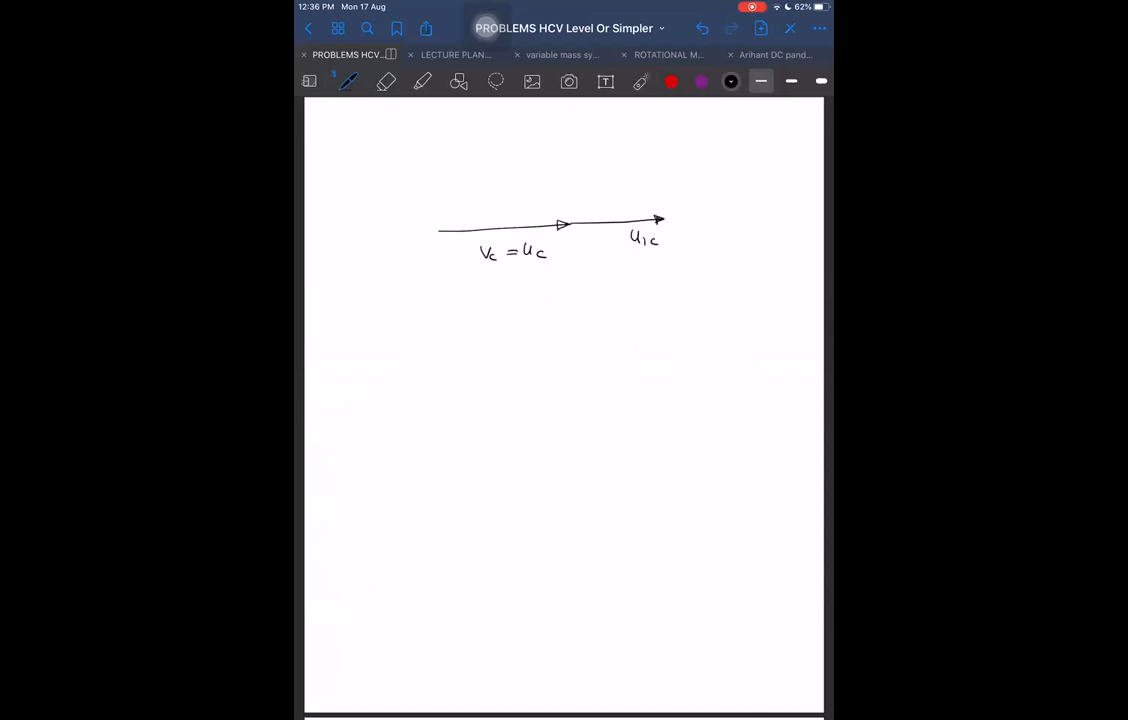 12:36 PM Mon 17 Aug
62%
PROBLEMS HCV Level Or Simpler
PROBLEMS HCV... LECTURE PLAN... variable mass sy... ROTATIONAL M... Arihant DC pand...
T
Vc = uc u1c